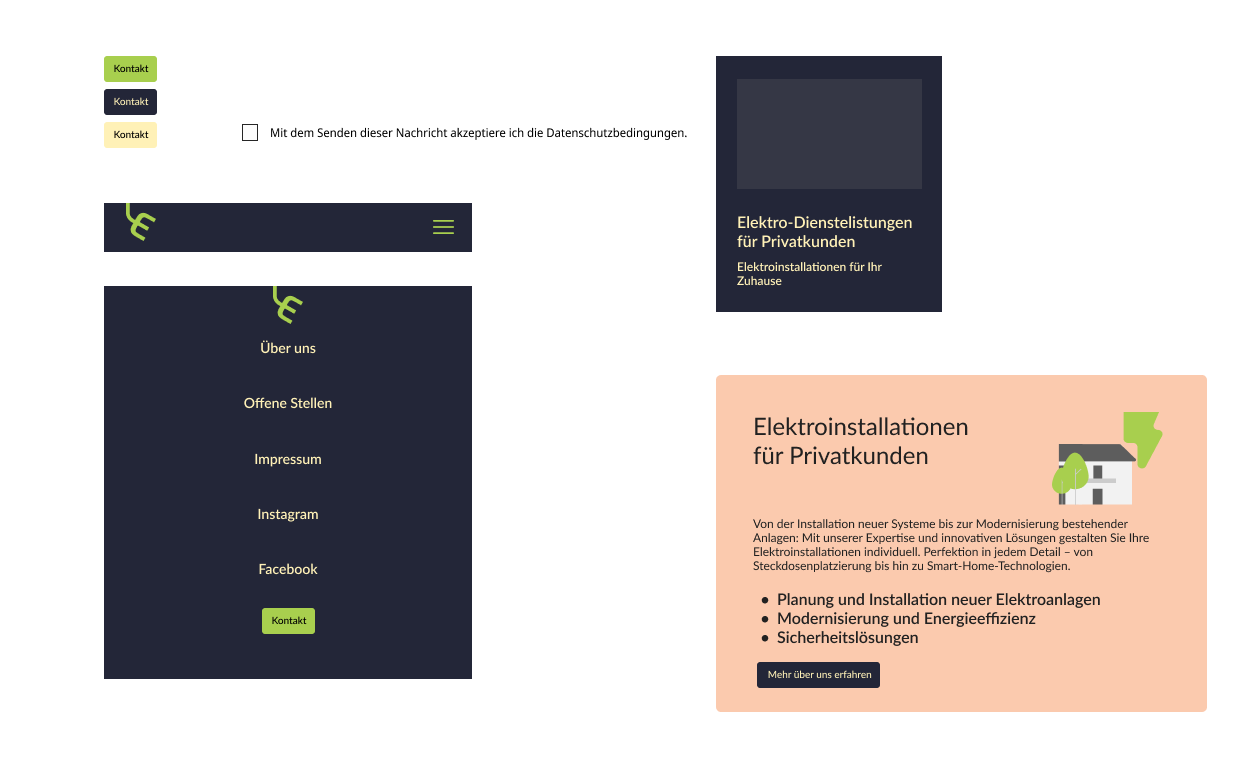 Kontakt
Kontakt
Kontakt
Mit dem Senden dieser Nachricht akzeptiere ich die Datenschutzbedingungen.
Über uns
Offene Stellen
Impressum
Instagram
Facebook
Kontakt
Elektro-Dienstelistungen
für Privatkunden
Elektroinstallationen für Ihr
Zuhause
Elektroinstallationen
für Privatkunden
Von der Installation neuer Systeme bis zur Modernisierung bestehender
Anlagen: Mit unserer Expertise und innovativen Lösungen gestalten Sie Ihre
Elektroinstallationen individuell. Perfektion in jedem Detail – von
Steckdosenplatzierung bis hin zu Smart-Home-Technologien.
● Planung und Installation neuer Elektroanlagen
● Modernisierung und Energieeffizienz
● Sicherheitslösungen
Mehr über uns erfahren